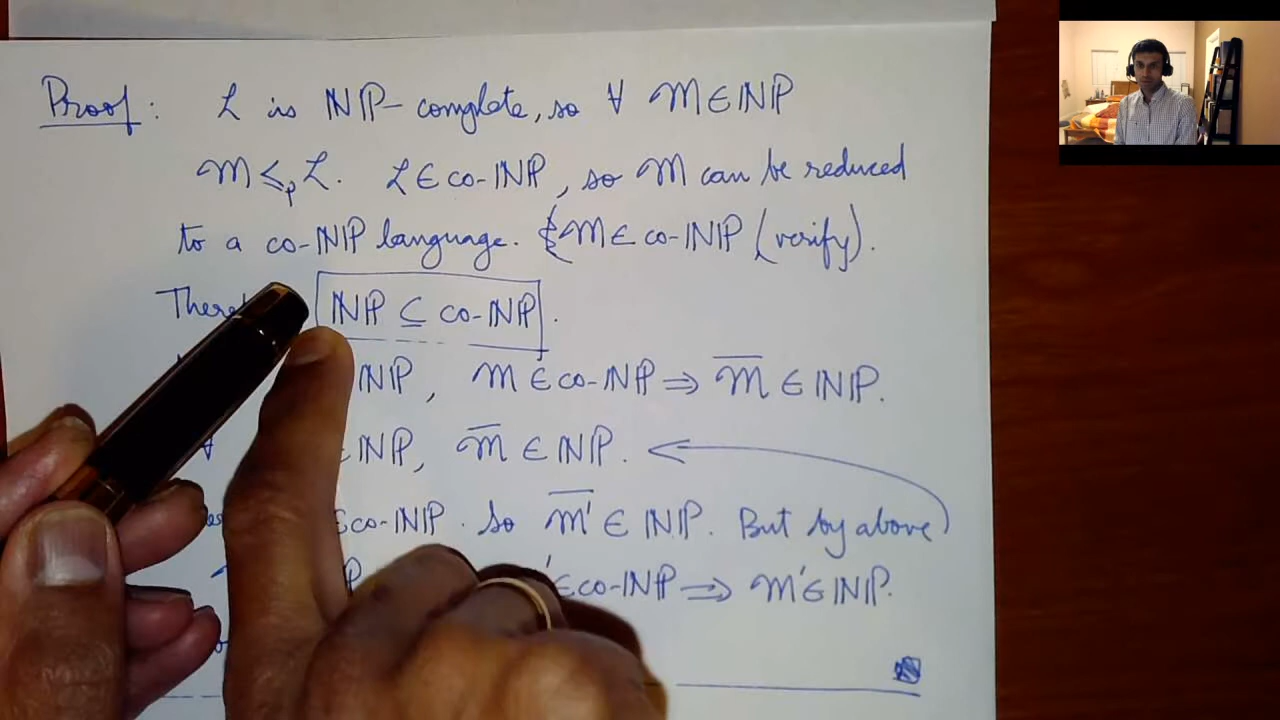 Proof : L is NP-complete, so ∀ M ∈ NP
M ≤p L. L ∈ co-NP, so M can be reduced
to a co-NP language. { M ∈ co-NP (verify).
NP ⊆ co-NP .
NP, M ∈ co-NP ⇒ M̅ ∈ NP.
∀ ∈ NP, M̅ ∈ NP.
∈ co-NP. So M̅' ∈ NP. But by above
' ∈ co-NP ⇒ M' ∈ NP.